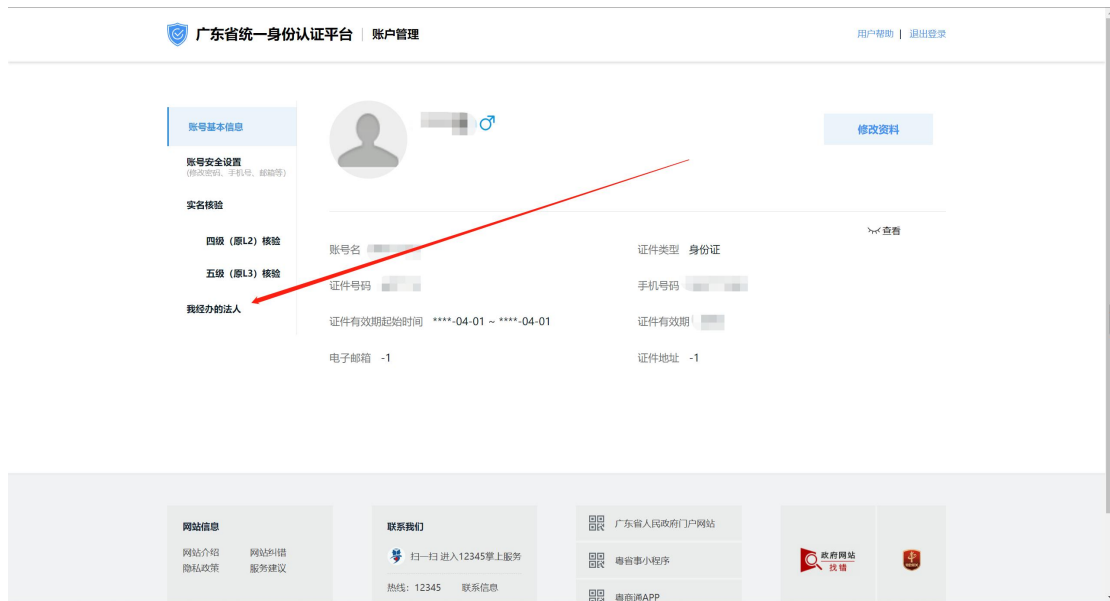 广东省统一身份认证平台 | 账户管理
用户帮助 | 退出登录
账号基本信息
修改资料
账号安全设置
(修改密码、手机号、邮箱等)
实名核验
查看
四级（原L2）核验
账号名
证件类型 身份证
五级（原L3）核验
证件号码
手机号码
我经办的法人
证件有效期起始时间 ****-04-01 ~ ****-04-01
证件有效期
电子邮箱 -1
证件地址 -1
网站信息
网站介绍 网站纠错
隐私政策 服务建议
联系我们
扫一扫 进入12345掌上服务
热线：12345 联系信息
广东省人民政府门户网站
粤省事小程序
粤商通APP
政府网站
找错